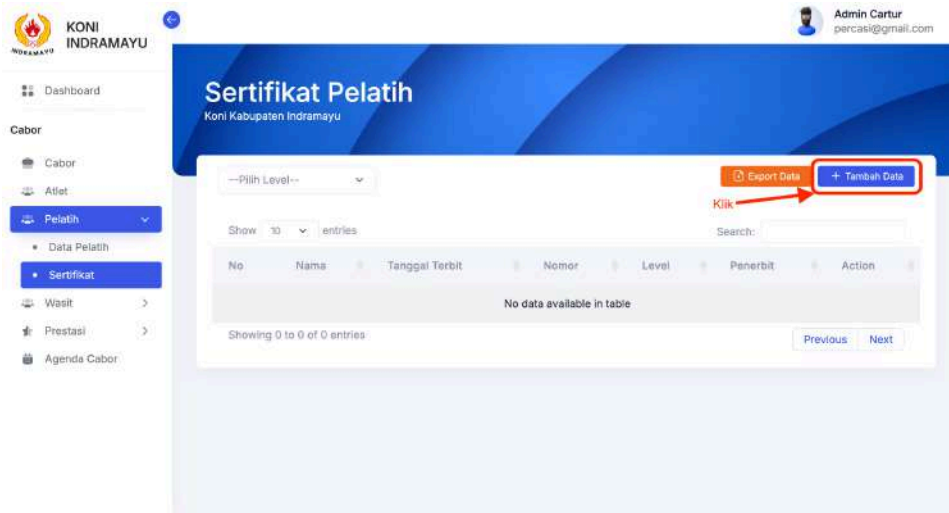 KONI
INDRAMAYU
INDRAMAYU
Admin Cartur
percasi@gmail.com
Dashboard
Cabor
Cabor
Atlet
Pelatih
Data Pelatih
Sertifikat
Wasit
Prestasi
Agenda Cabor
Sertifikat Pelatih
Koni Kabupaten Indramayu
--Pilih Level--
Export Data
+ Tambah Data
Klik
Show 10 entries
Search:
No Nama Tanggal Terbit Nomor Level Penerbit Action
No data available in table
Showing 0 to 0 of 0 entries
Previous Next